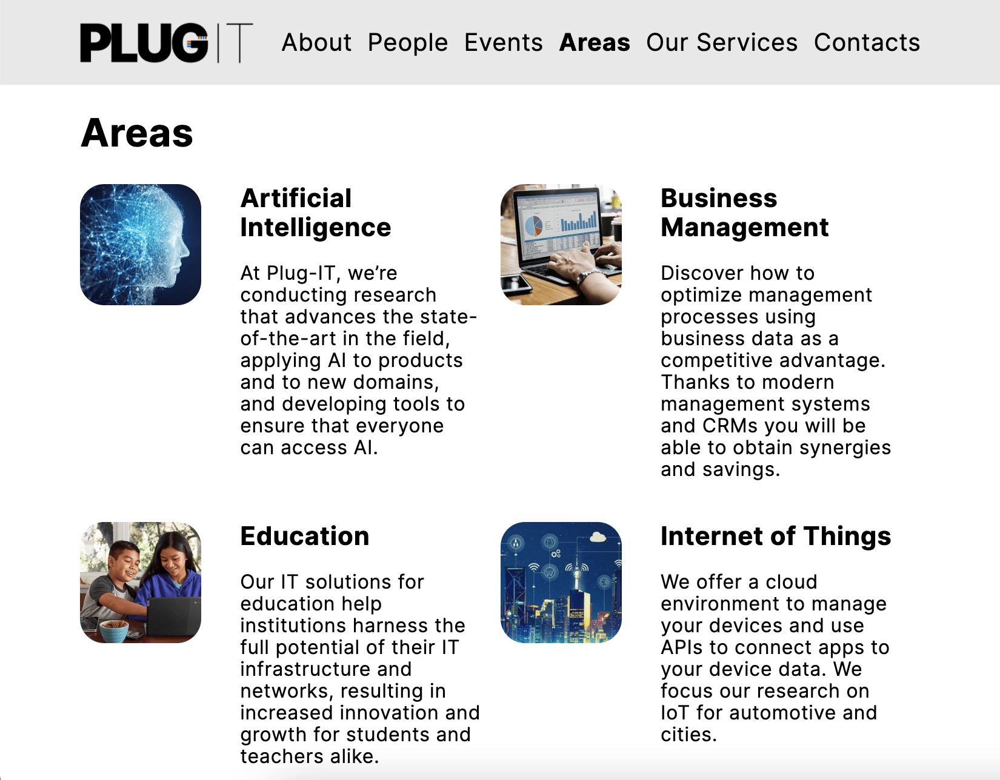 PLUG IT
About People Events Areas Our Services Contacts
Areas
Artificial
Intelligence
At Plug-IT, we’re
conducting research
that advances the state-
of-the-art in the field,
applying AI to products
and to new domains,
and developing tools to
ensure that everyone
can access AI.
Business
Management
Discover how to
optimize management
processes using
business data as a
competitive advantage.
Thanks to modern
management systems
and CRMs you will be
able to obtain synergies
and savings.
Education
Our IT solutions for
education help
institutions harness the
full potential of their IT
infrastructure and
networks, resulting in
increased innovation and
growth for students and
teachers alike.
Internet of Things
We offer a cloud
environment to manage
your devices and use
APIs to connect apps to
your device data. We
focus our research on
IoT for automotive and
cities.